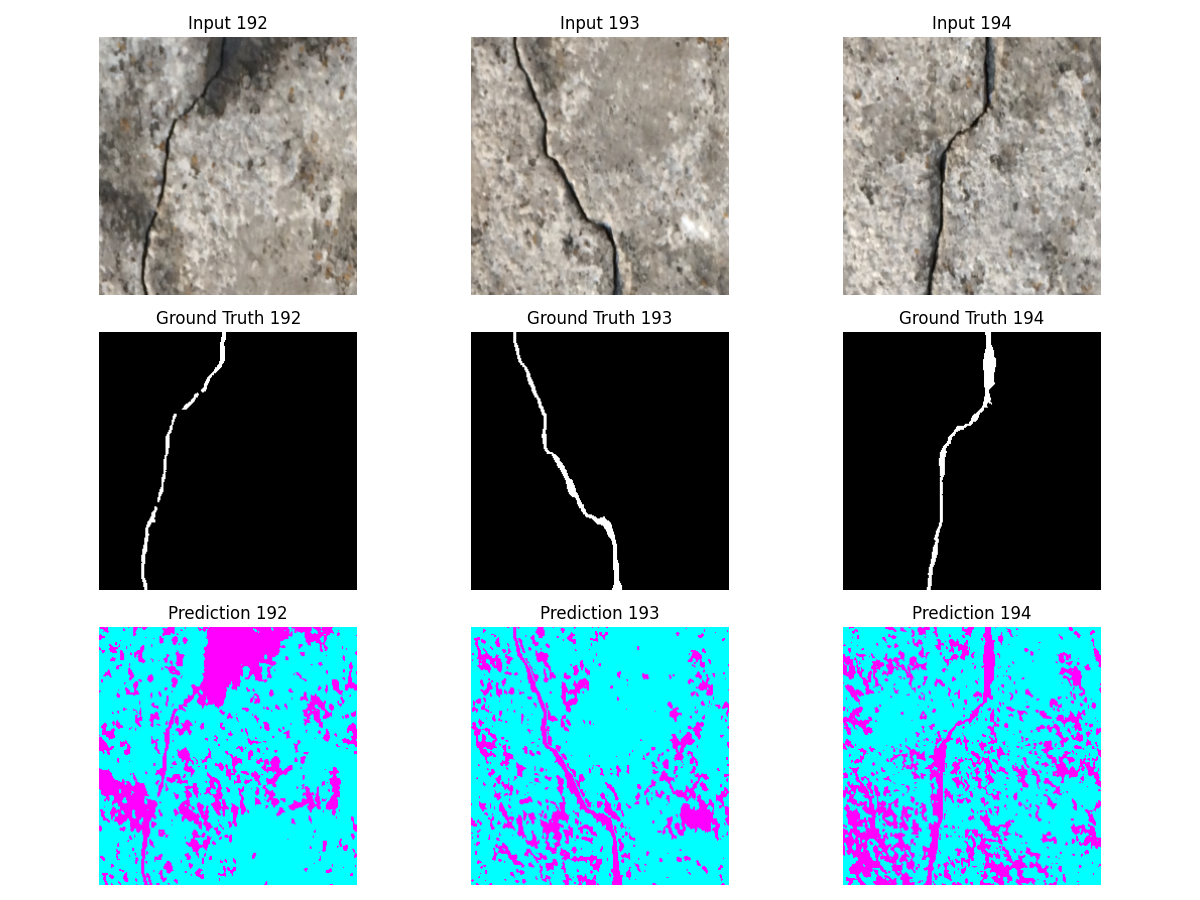 Input 192
Input 193
Input 194
Ground Truth 192
Ground Truth 193
Ground Truth 194
Prediction 192
Prediction 193
Prediction 194